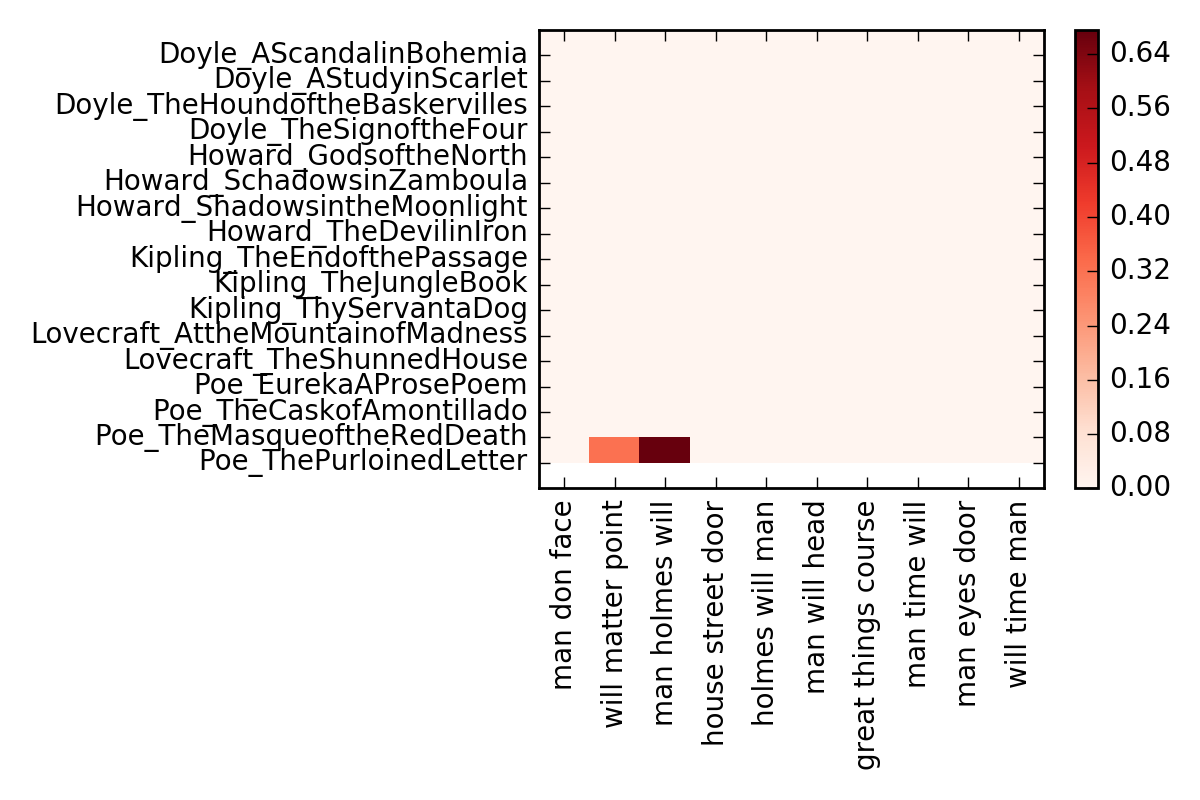 Doyle_AScandalinBohemia
Doyle_AStudyinScarlet
Doyle_TheHoundoftheBaskervilles
Doyle_TheSignoftheFour
Howard_GodsoftheNorth
Howard_SchadowsinZamboula
Howard_ShadowsintheMoonlight
Howard_TheDevilinIron
Kipling_TheEndofthePassage
Kipling_TheJungleBook
Kipling_ThyServantaDog
Lovecraft_AttheMountainofMadness
Lovecraft_TheShunnedHouse
Poe_EurekaAProsePoem
Poe_TheCaskofAmontillado
Poe_TheMasqueoftheRedDeath
Poe_ThePurloinedLetter
man don face
will matter point
man holmes will
house street door
holmes will man
man will head
great things course
man time will
man eyes door
will time man
0.64
0.56
0.48
0.40
0.32
0.24
0.16
0.08
0.00